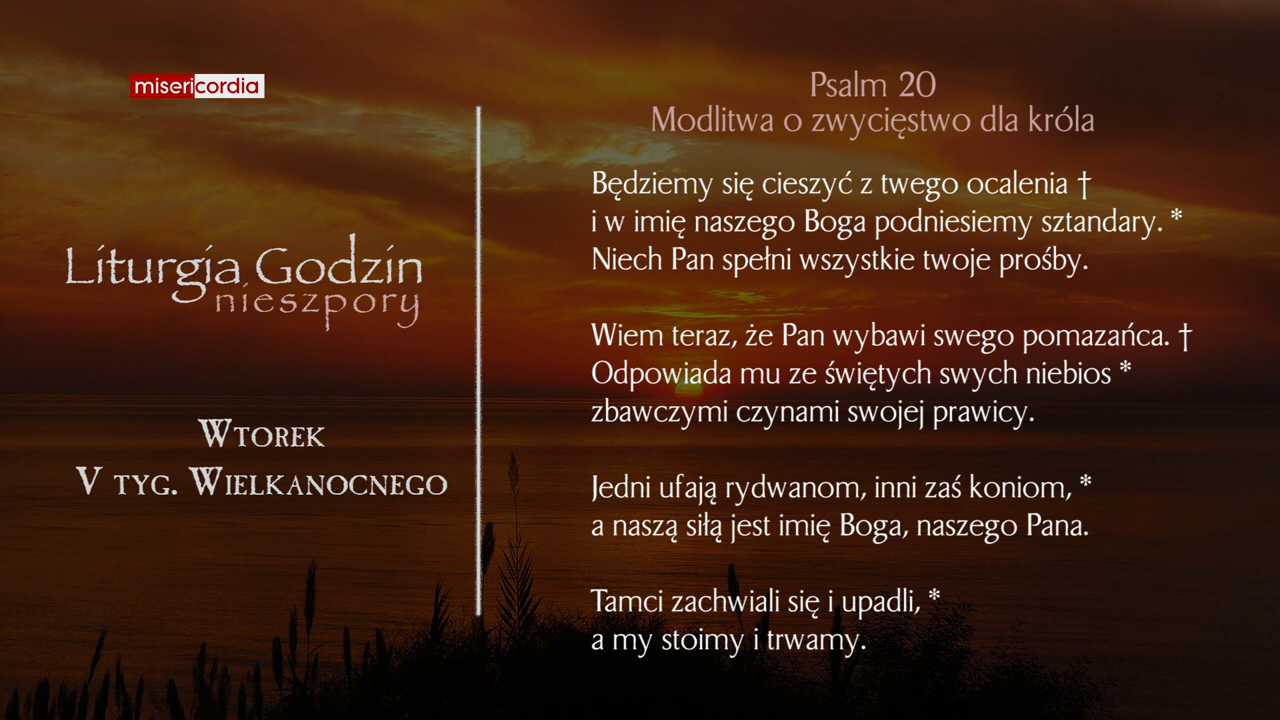 misericordia
Liturgia Godzin
nieszpory
Wtorek
V tyg. Wielkanocnego
Psalm 20
Modlitwa o zwycięstwo dla króla
Będziemy się cieszyć z twego ocalenia †
i w imię naszego Boga podniesiemy sztandary. *
Niech Pan spełni wszystkie twoje prośby.
Wiem teraz, że Pan wybawi swego pomazańca. †
Odpowiada mu ze świętych swych niebios *
zbawczymi czynami swojej prawicy.
Jedni ufają rydwanom, inni zaś koniom, *
a naszą siłą jest imię Boga, naszego Pana.
Tamci zachwiali się i upadli, *
a my stoimy i trwamy.